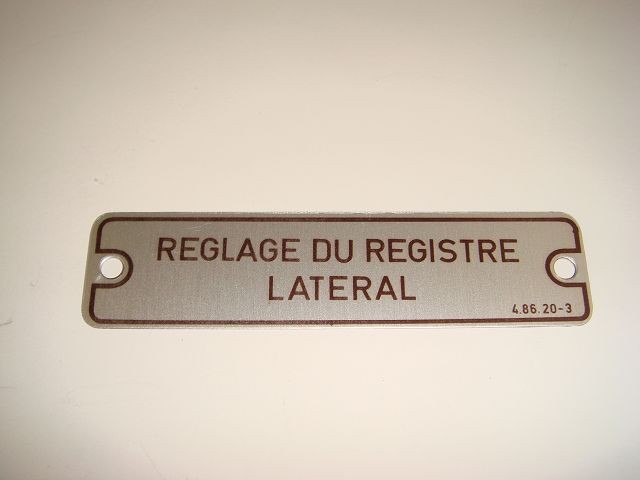 REGLAGE DU REGISTRE
LATERAL
4.86.20-3